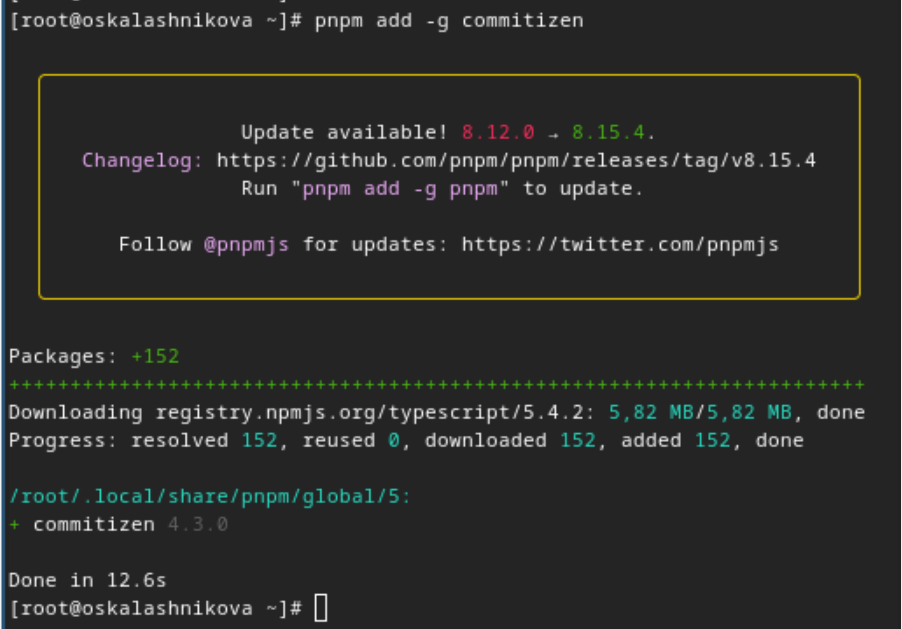 [root@oskalashnikova ~]# pnpm add -g commitizen
Update available! 8.12.0 → 8.15.4.
Changelog: https://github.com/pnpm/pnpm/releases/tag/v8.15.4
Run "pnpm add -g pnpm" to update.
Follow @pnpmjs for updates: https://twitter.com/pnpmjs
Packages: +152
++++++++++++++++++++++++++++++++++++++++++++++++++++++++++++++++++++++
Downloading registry.npmjs.org/typescript/5.4.2: 5,82 MB/5,82 MB, done
Progress: resolved 152, reused 0, downloaded 152, added 152, done
/root/.local/share/pnpm/global/5:
+ commitizen 4.3.0
Done in 12.6s
[root@oskalashnikova ~]#